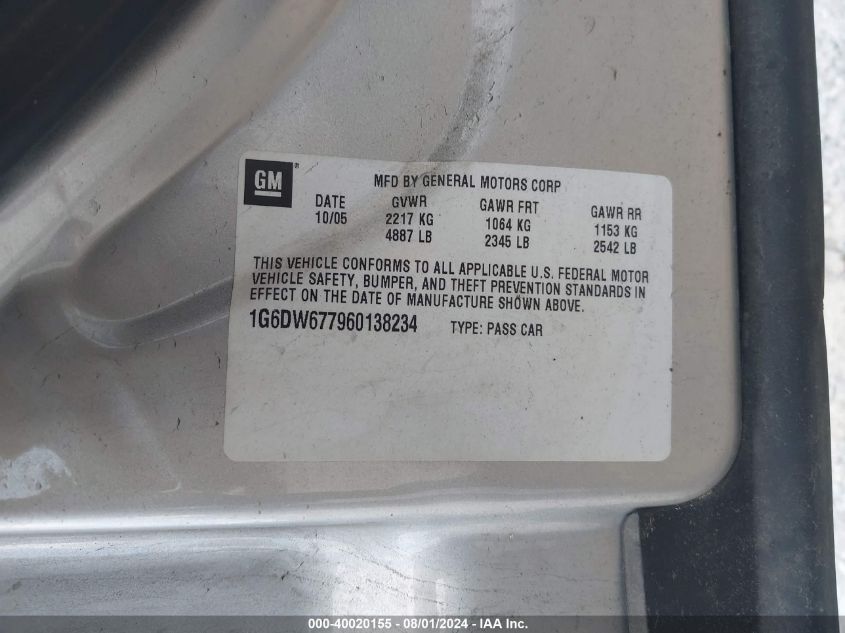 GM®
MFD BY GENERAL MOTORS CORP
DATE GVWR GAWR FRT GAWR RR
10/05 2217 KG 1064 KG 1153 KG
4887 LB 2345 LB 2542 LB
THIS VEHICLE CONFORMS TO ALL APPLICABLE U.S. FEDERAL MOTOR
VEHICLE SAFETY, BUMPER, AND THEFT PREVENTION STANDARDS IN
EFFECT ON THE DATE OF MANUFACTURE SHOWN ABOVE.
1G6DW677960138234 TYPE: PASS CAR
000-40020155 - 08/01/2024 - IAA Inc.